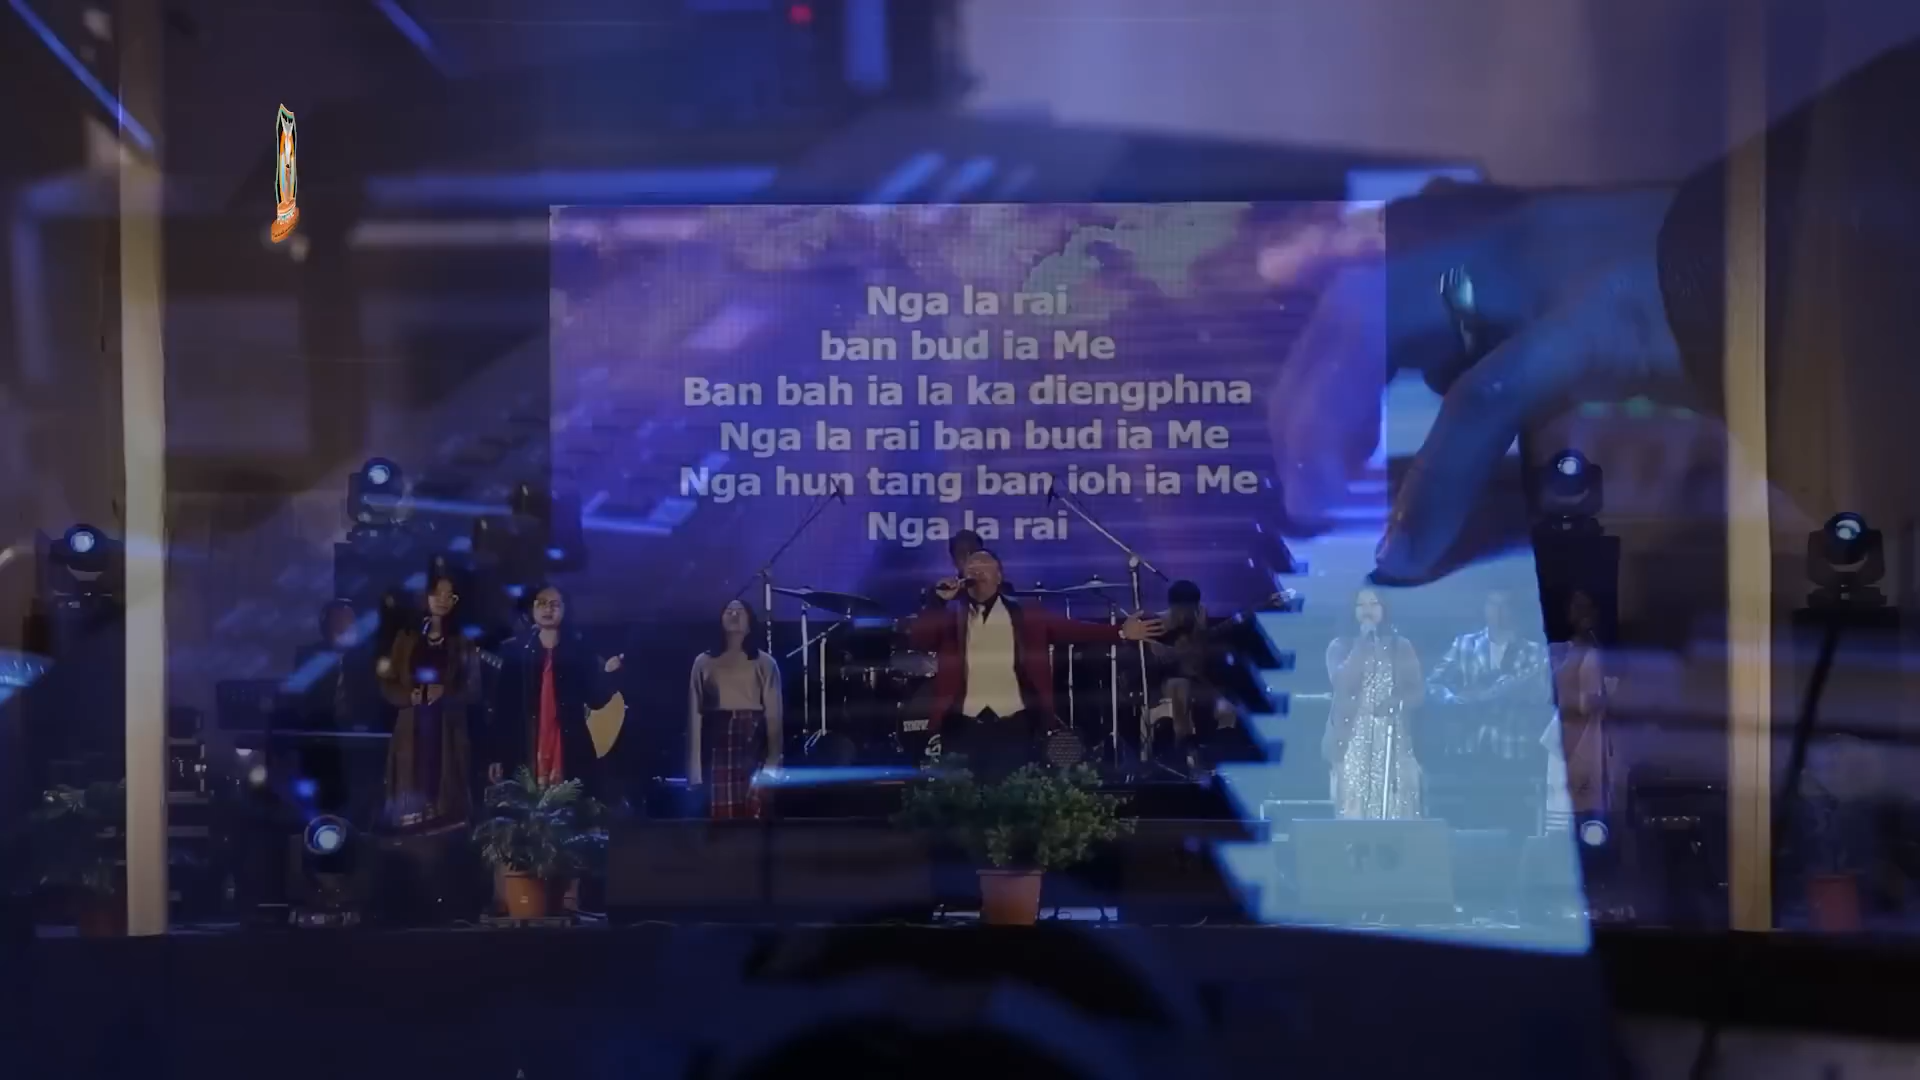 Nga la rai
ban bud ia Me
Ban bah ia la ka diengphna
Nga la rai ban bud ia Me
Nga hun tang ban ioh ia Me
Nga la rai